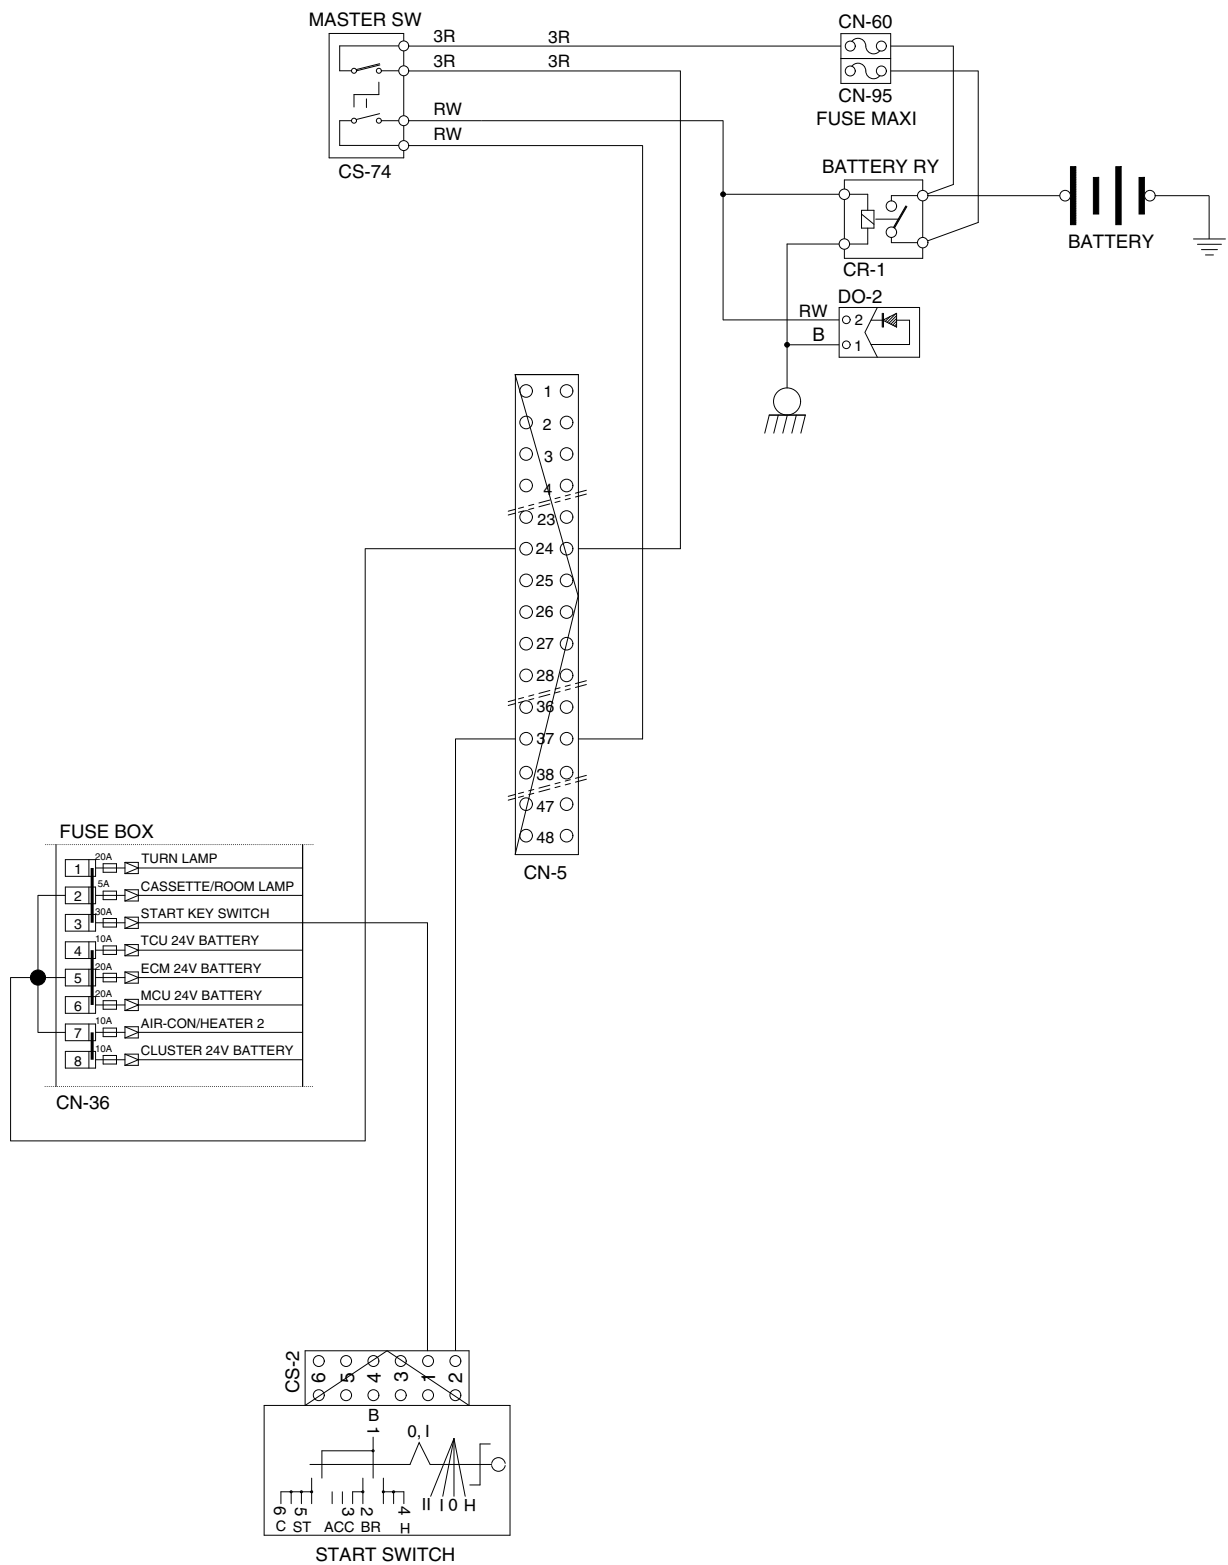 MASTER SW
3R 3R
3R 3R
RW
RW
CS-74
CN-60
CN-95
FUSE MAXI
BATTERY RY
CR-1
BATTERY
DO-2
RW 2
B 1
1
2
3
4
23
24
25
26
27
28
36
37
38
47
48
CN-5
FUSE BOX
1 20A TURN LAMP
2 5A CASSETTE/ROOM LAMP
3 30A START KEY SWITCH
4 10A TCU 24V BATTERY
5 20A ECM 24V BATTERY
6 20A MCU 24V BATTERY
7 10A AIR-CON/HEATER 2
8 10A CLUSTER 24V BATTERY
CN-36
CS-2
6 5 4 3 1 2
B
1
0, I
II I 0 H
6 5 3 2 4
C ST ACC BR H
START SWITCH